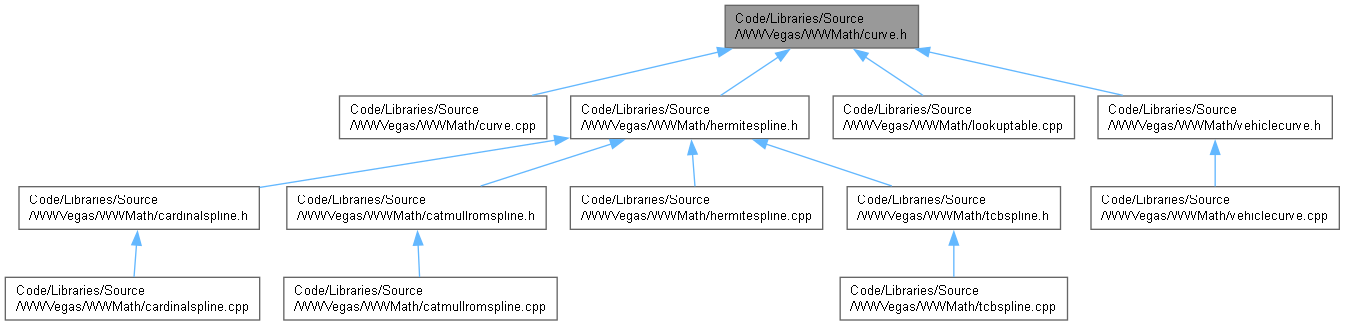 Code/Libraries/Source
/WWVegas/WWMath/curve.h
Code/Libraries/Source
/WWVegas/WWMath/curve.cpp
Code/Libraries/Source
/WWVegas/WWMath/hermitespline.h
Code/Libraries/Source
/WWVegas/WWMath/lookuptable.cpp
Code/Libraries/Source
/WWVegas/WWMath/vehiclecurve.h
Code/Libraries/Source
/WWVegas/WWMath/cardinalspline.h
Code/Libraries/Source
/WWVegas/WWMath/catmullromspline.h
Code/Libraries/Source
/WWVegas/WWMath/hermitespline.cpp
Code/Libraries/Source
/WWVegas/WWMath/tcbspline.h
Code/Libraries/Source
/WWVegas/WWMath/vehiclecurve.cpp
Code/Libraries/Source
/WWVegas/WWMath/cardinalspline.cpp
Code/Libraries/Source
/WWVegas/WWMath/catmullromspline.cpp
Code/Libraries/Source
/WWVegas/WWMath/tcbspline.cpp